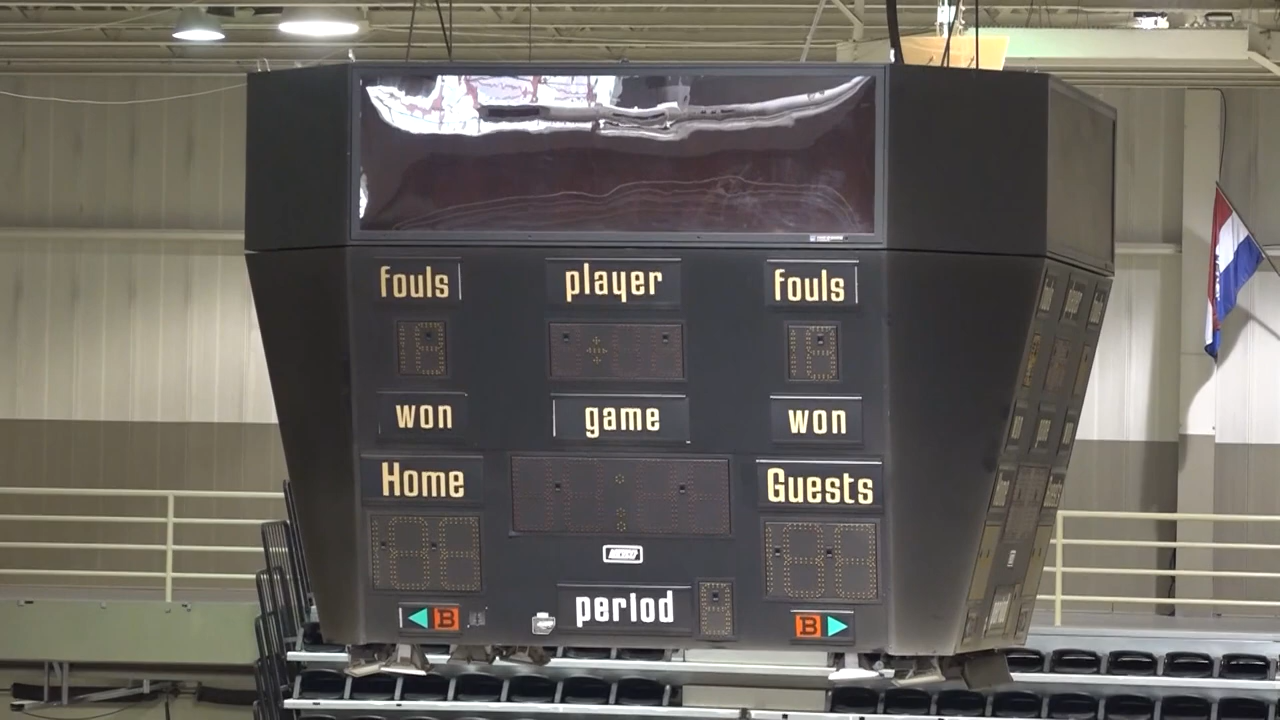 fouls player fouls
won game won
Home Guests
period
B B